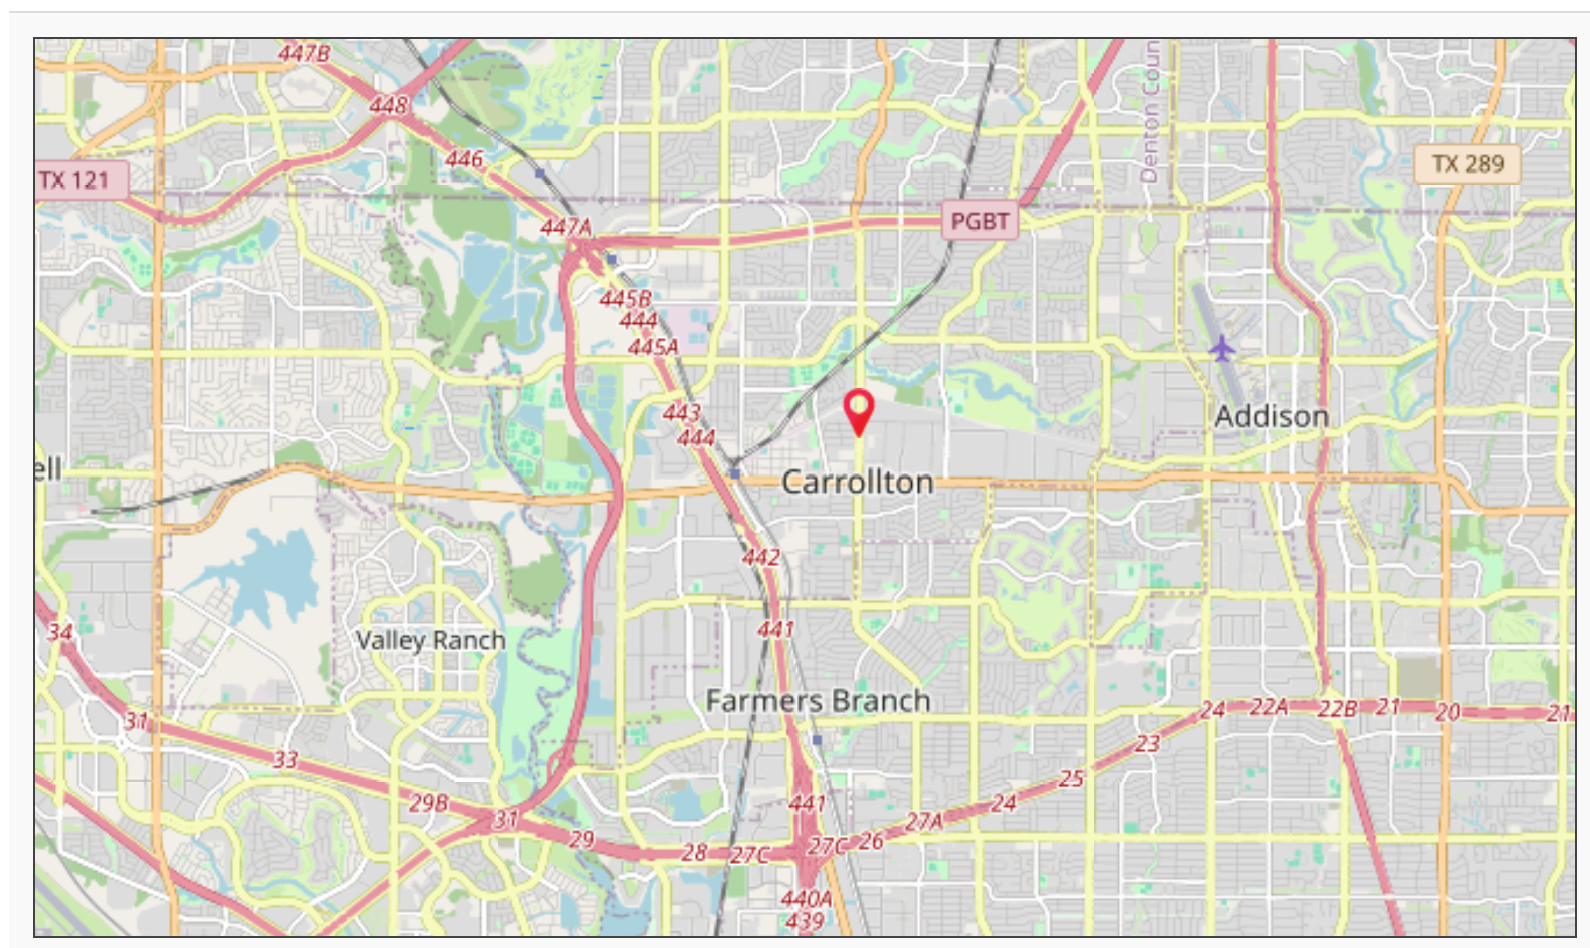 447B
448
446
TX 121
Denton Coun
TX 289
447A
PGBT
445B
444
445A
443
444
Addison
ell
Carrollton
442
34
441
Valley Ranch
Farmers Branch
31
24
22A
22B
21
20
21
33
23
25
29B
24
441
31
27A
29
26
27C
28
27C
440A
439